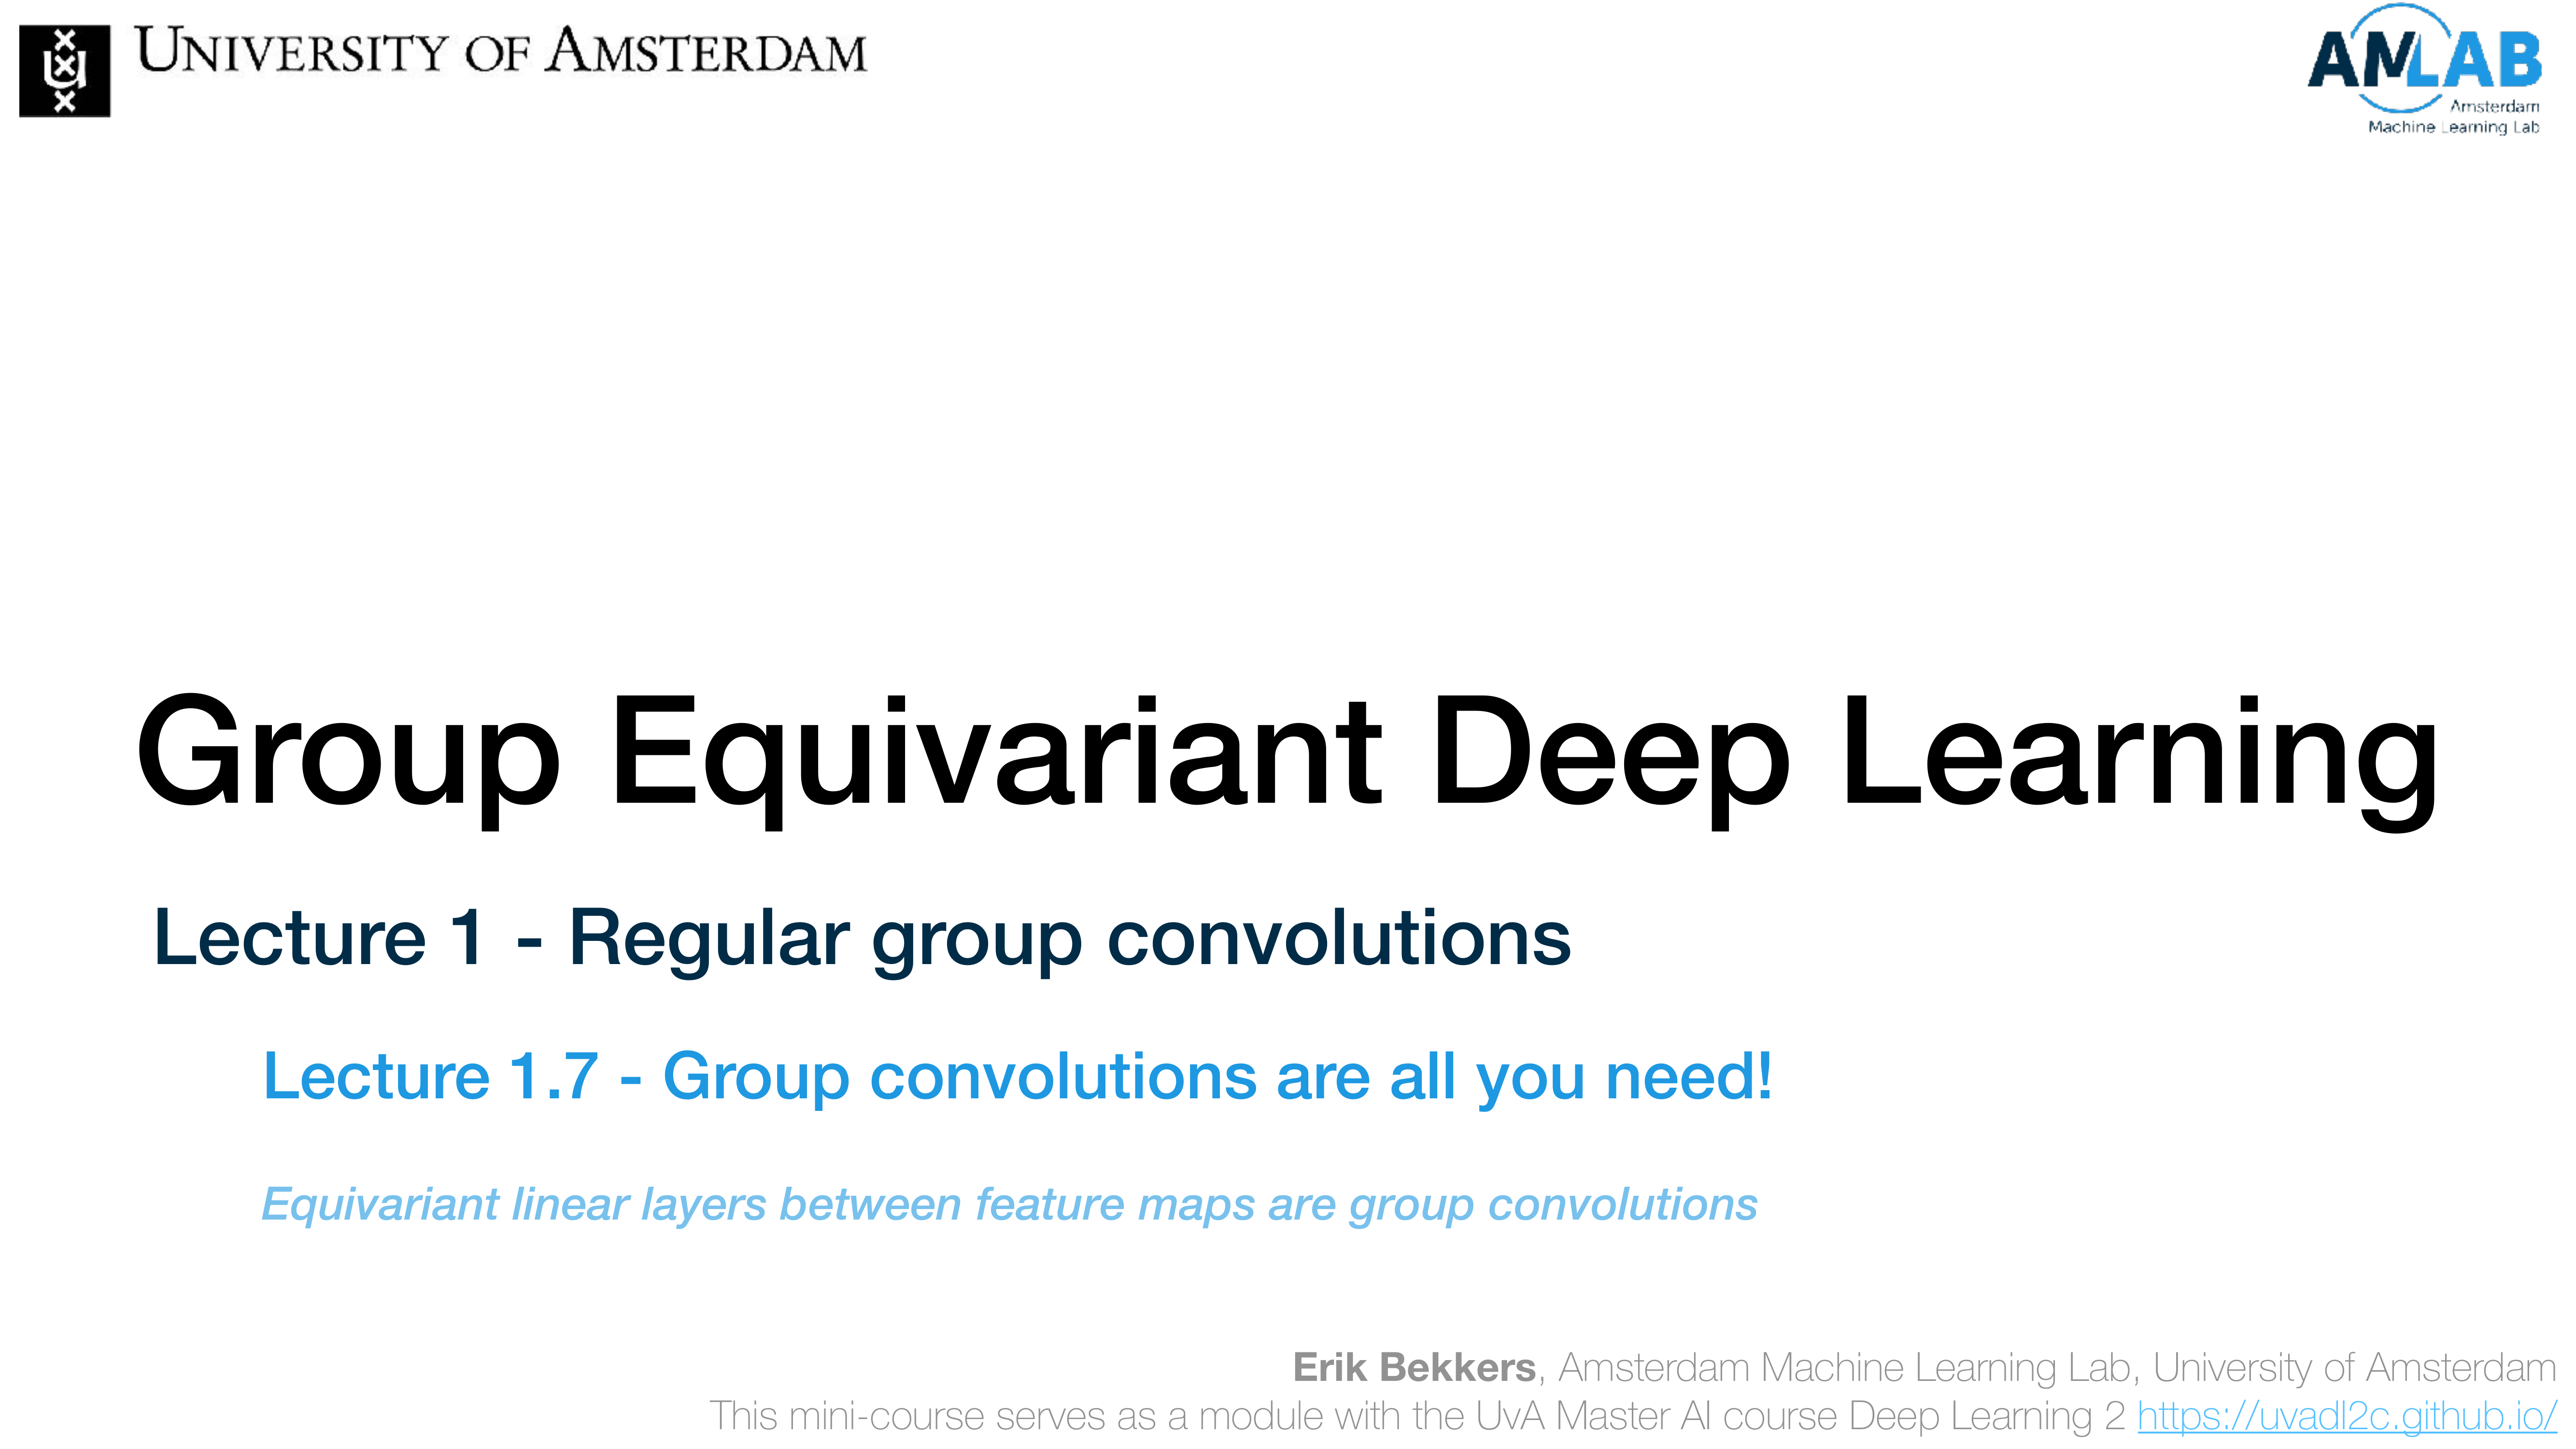 UNIVERSITY OF AMSTERDAM
AMLAB
Amsterdam
Machine Learning Lab
Group Equivariant Deep Learning
Lecture 1 - Regular group convolutions
Lecture 1.7 - Group convolutions are all you need!
Equivariant linear layers between feature maps are group convolutions
Erik Bekkers, Amsterdam Machine Learning Lab, University of Amsterdam
This mini-course serves as a module with the UvA Master AI course Deep Learning 2 https://uvadl2c.github.io/